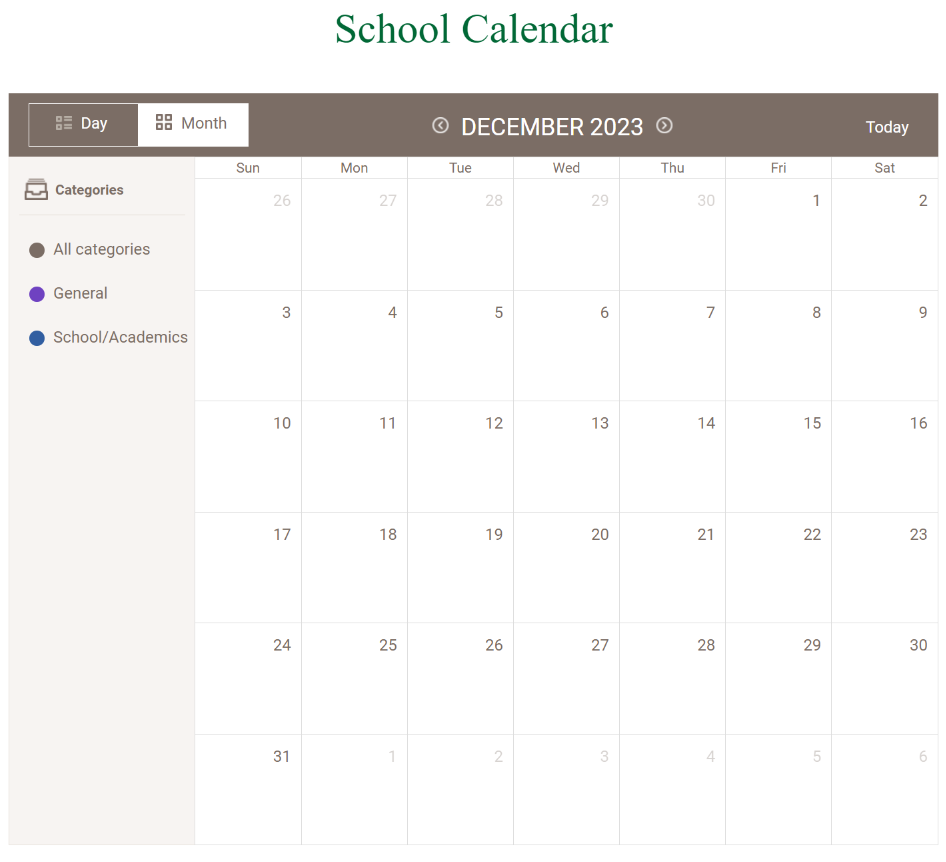 School Calendar
Day Month DECEMBER 2023 Today
Categories
All categories
General
School/Academics
Sun Mon Tue Wed Thu Fri Sat
26 27 28 29 30 1 2
3 4 5 6 7 8 9
10 11 12 13 14 15 16
17 18 19 20 21 22 23
24 25 26 27 28 29 30
31 1 2 3 4 5 6